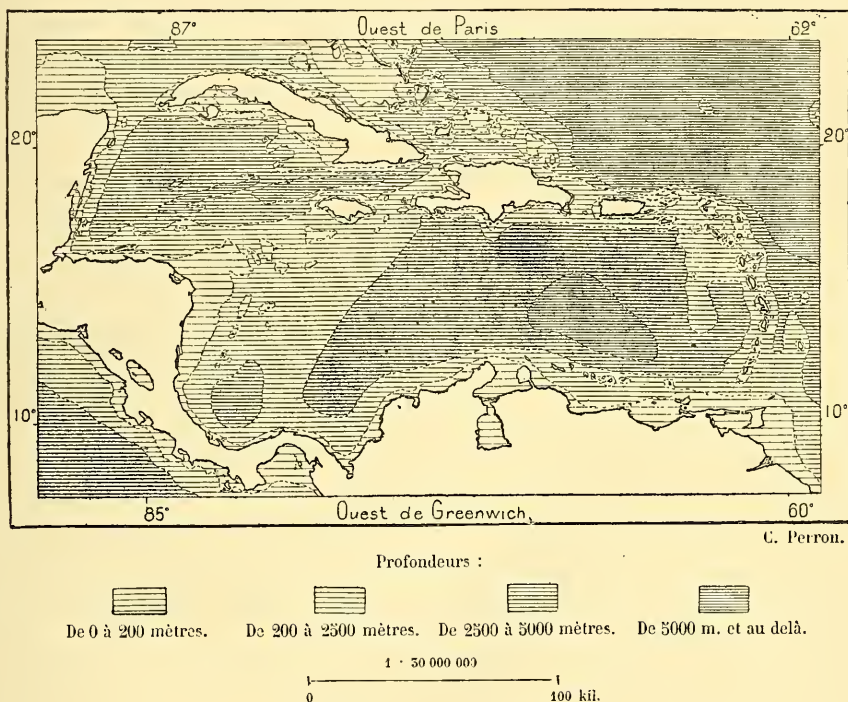 87° Ouest de Paris 62°
20° 20°
10° 10°
85° Ouest de Greenwich, 60°
C. Perron.
Profondeurs :
De 0 à 200 mètres. De 200 à 2500 mètres. De 2500 à 5000 mètres. De 5000 m. et au delà.
1 : 30 000 000
0 100 kil.